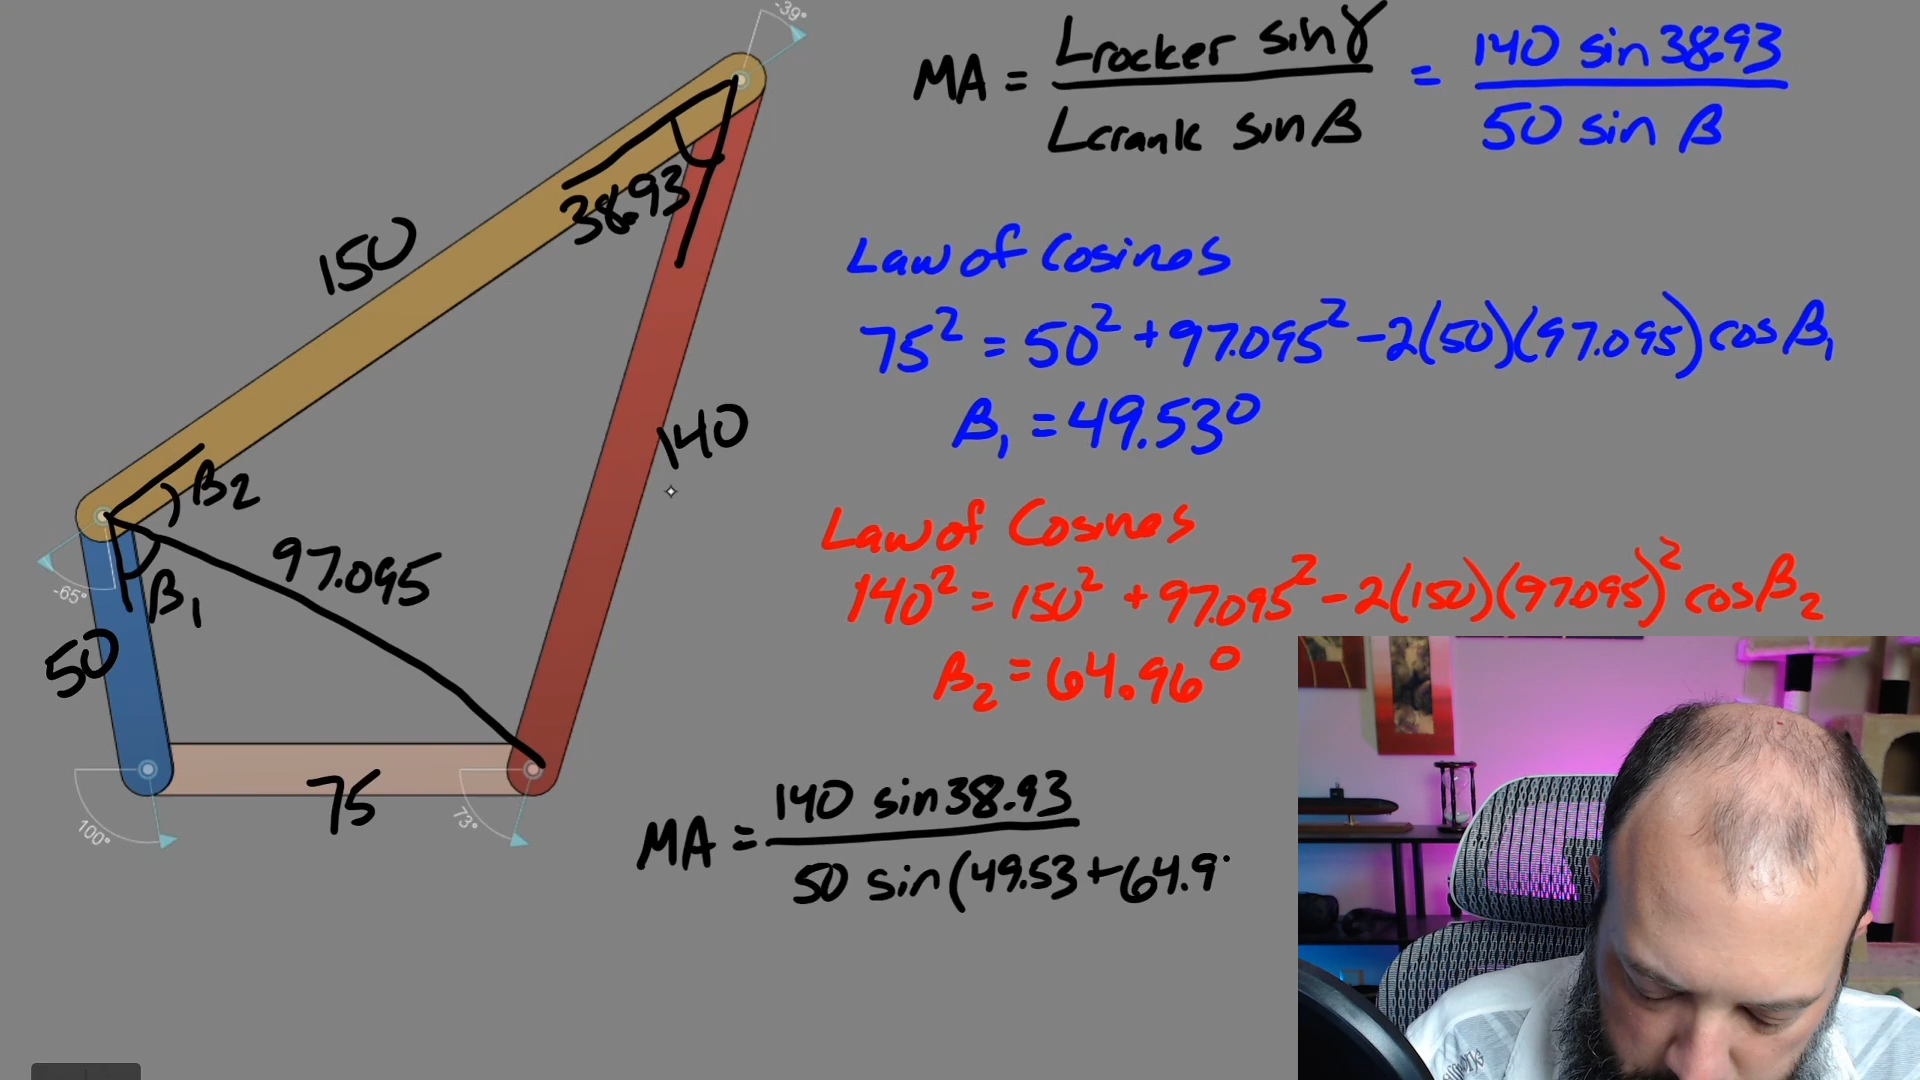 -39°
MA = Lrocker sinγ / Lcrank sinβ = 140 sin 38.93 / 50 sin β
150
38.93
Law of Cosines
75² = 50² + 97.095² - 2(50)(97.095) cos β₁
β₁ = 49.53°
140
β2
Law of Cosines
97.095
140² = 150² + 97.095² - 2(150)(97.095)² cos β₂
-65°
β₁
50
β₂ = 64.96°
75
100°
73°
MA = 140 sin 38.93 / 50 sin(49.53+64.9